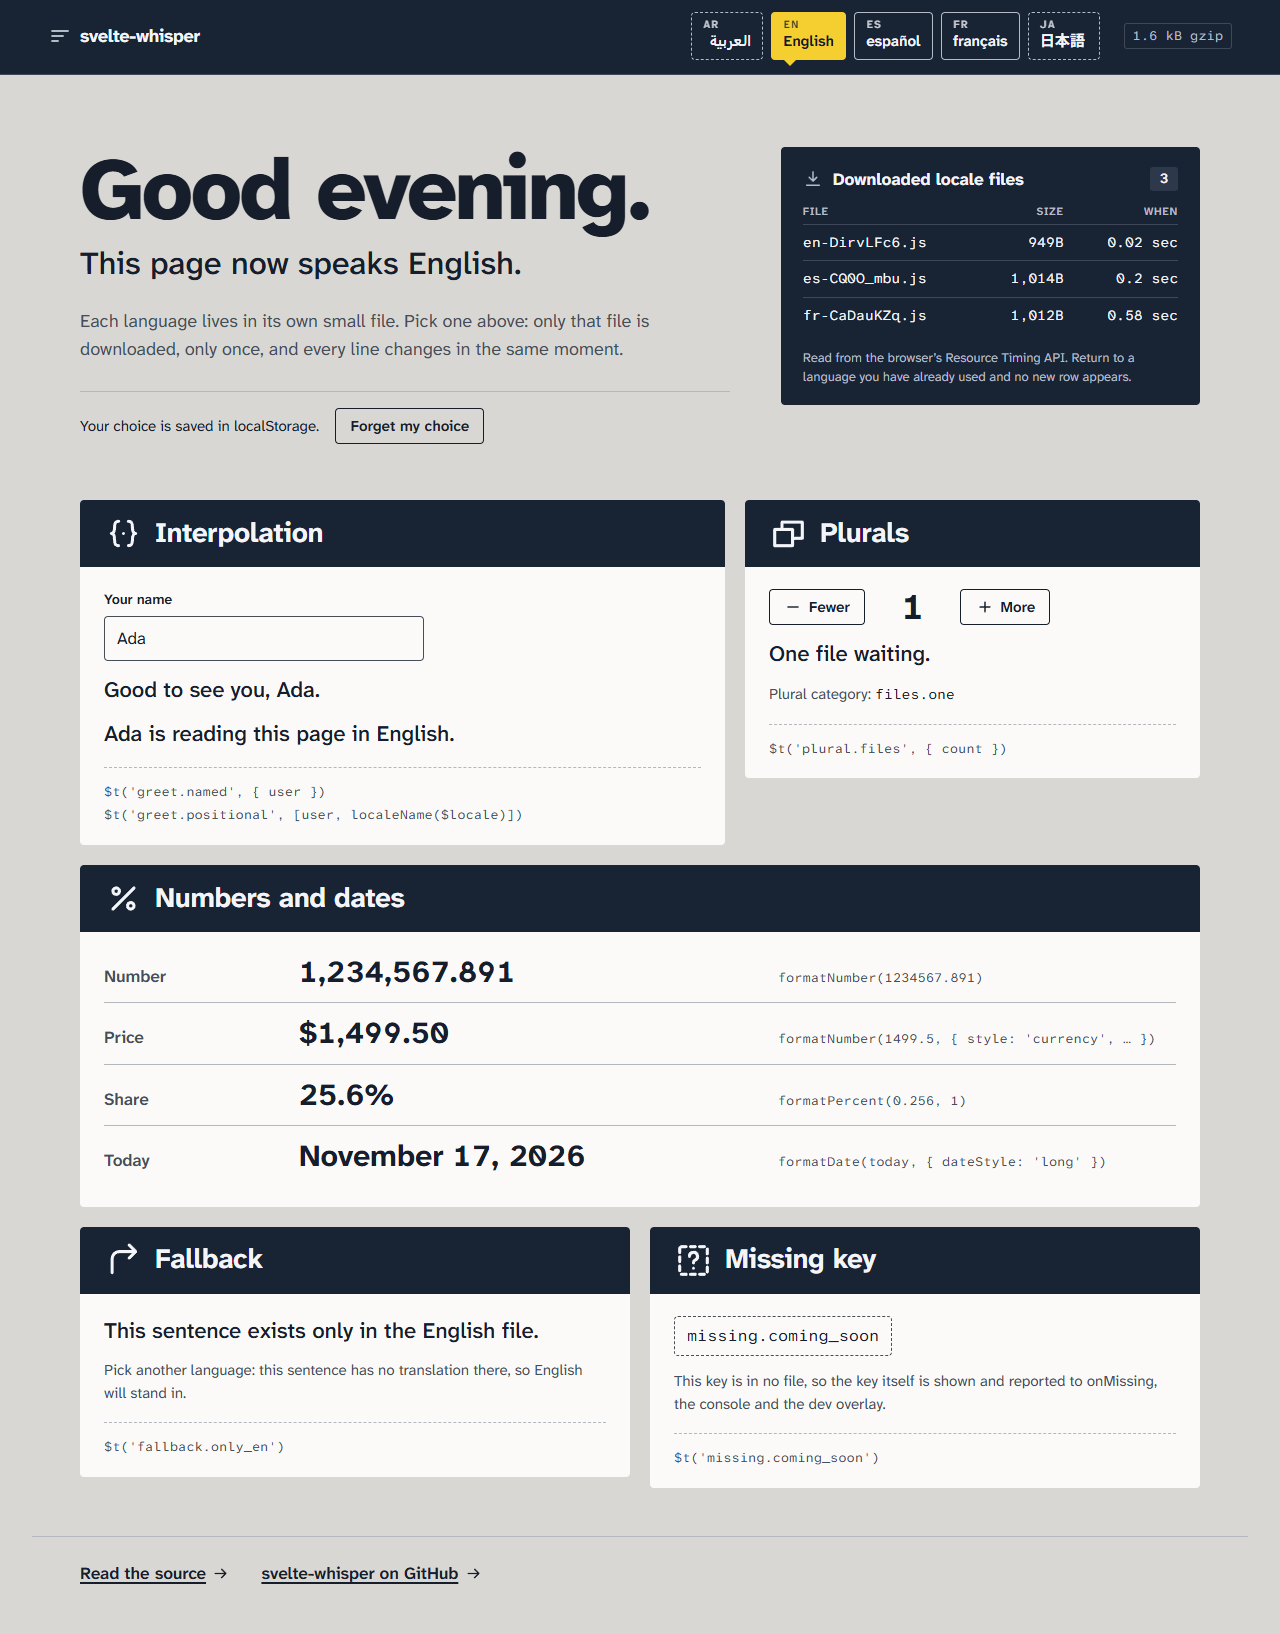 svelte-whisper
AR
العربية
EN
English
ES
español
FR
français
JA
日本語
1.6 kB gzip
Good evening.
This page now speaks English.
Each language lives in its own small file. Pick one above: only that file is
downloaded, only once, and every line changes in the same moment.
Your choice is saved in localStorage.
Forget my choice
Downloaded locale files
3
FILE SIZE WHEN
en-DirvLFc6.js 949B 0.02 sec
es-CQ0O_mbu.js 1,014B 0.2 sec
fr-CaDauKZq.js 1,012B 0.58 sec
Read from the browser's Resource Timing API. Return to a
language you have already used and no new row appears.
Interpolation
Your name
Ada
Good to see you, Ada.
Ada is reading this page in English.
$t('greet.named', { user })
$t('greet.positional', [user, localeName($locale)])
Plurals
Fewer
1
More
One file waiting.
Plural category: files.one
$t('plural.files', { count })
Numbers and dates
Number 1,234,567.891 formatNumber(1234567.891)
Price $1,499.50 formatNumber(1499.5, { style: 'currency', … })
Share 25.6% formatPercent(0.256, 1)
Today November 17, 2026 formatDate(today, { dateStyle: 'long' })
Fallback
This sentence exists only in the English file.
Pick another language: this sentence has no translation there, so English
will stand in.
$t('fallback.only_en')
Missing key
missing.coming_soon
This key is in no file, so the key itself is shown and reported to onMissing,
the console and the dev overlay.
$t('missing.coming_soon')
Read the source →
svelte-whisper on GitHub →